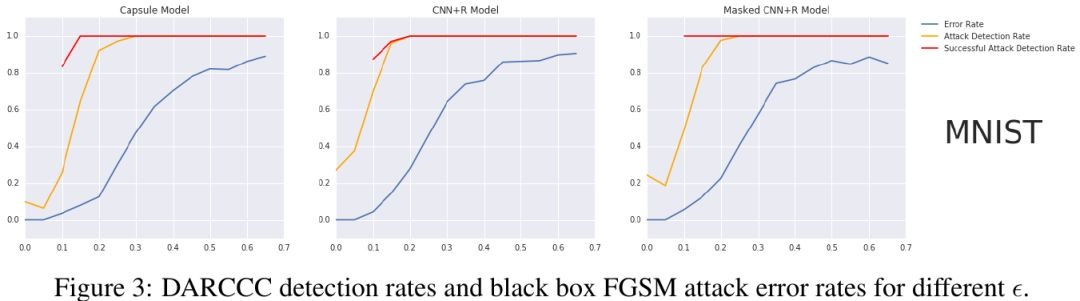 Capsule Model
CNN+R Model
Masked CNN+R Model
1.0
0.8
0.6
0.4
0.2
0.0
0.0 0.1 0.2 0.3 0.4 0.5 0.6 0.7
1.0
0.8
0.6
0.4
0.2
0.0
0.0 0.1 0.2 0.3 0.4 0.5 0.6 0.7
1.0
0.8
0.6
0.4
0.2
0.0
0.0 0.1 0.2 0.3 0.4 0.5 0.6 0.7
Error Rate
Attack Detection Rate
Successful Attack Detection Rate
MNIST
Figure 3: DARCCC detection rates and black box FGSM attack error rates for different ϵ.